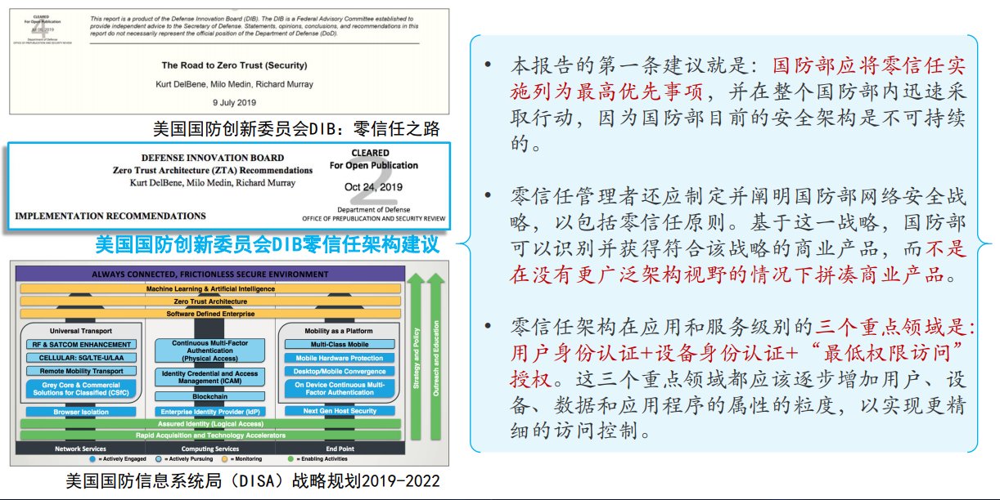 CLEARED
For Open Publication
Department of Defense
OFFICE OF PREPUBLICATION AND SECURITY REVIEW
This report is a product of the Defense Innovation Board (DIB). The DIB is a Federal Advisory Committee established to
provide independent advice to the Secretary of Defense. Statements, opinions, conclusions, and recommendations in this
report do not necessarily represent the official position of the Department of Defense (DoD).
The Road to Zero Trust (Security)
Kurt DelBene, Milo Medin, Richard Murray
9 July 2019
美国国防创新委员会DIB：零信任之路
DEFENSE INNOVATION BOARD
Zero Trust Architecture (ZTA) Recommendations
Kurt DelBene, Milo Medin, Richard Murray
IMPLEMENTATION RECOMMENDATIONS
CLEARED
For Open Publication
2
Oct 24, 2019
Department of Defense
OFFICE OF PREPUBLICATION AND SECURITY REVIEW
美国国防创新委员会DIB零信任架构建议
ALWAYS CONNECTED, FRICTIONLESS SECURE ENVIRONMENT
Machine Learning & Artificial Intelligence
Zero Trust Architecture
Software Defined Enterprise
Universal Transport
RF & SATCOM ENHANCEMENT
CELLULAR: 5G/LTE-U/LAA
Remote Mobility Transport
Grey Core & Commercial
Solutions for Classified (CSfC)
Browser Isolation
Continuous Multi-Factor
Authentication
(Physical Access)
Identity Credential and Access
Management (ICAM)
Blockchain
Enterprise Identity Provider (IdP)
Mobility as a Platform
Multi-Class Mobile
Mobile Hardware Protection
Desktop/Mobile Convergence
On Device Continuous Multi-
Factor Authentication
Next Gen Host Security
Assured Identity (Logical Access)
Rapid Acquisition and Technology Accelerators
Network Services
Computing Services
End Point
Strategy and Policy
Outreach and Education
= Actively Engaged
= Actively Pursuing
= Monitoring
= Enabling Activities
美国国防信息系统局（DISA）战略规划2019-2022
• 本报告的第一条建议就是：国防部应将零信任实
施列为最高优先事项，并在整个国防部内迅速采
取行动，因为国防部目前的安全架构是不可持续
的。
• 零信任管理者还应制定并阐明国防部网络安全战
略，以包括零信任原则。基于这一战略，国防部
可以识别并获得符合该战略的商业产品，而不是
在没有更广泛架构视野的情况下拼凑商业产品。
• 零信任架构在应用和服务级别的三个重点领域是：
用户身份认证+设备身份认证+“最低权限访问”
授权。这三个重点领域都应该逐步增加用户、设
备、数据和应用程序的属性的粒度，以实现更精
细的访问控制。